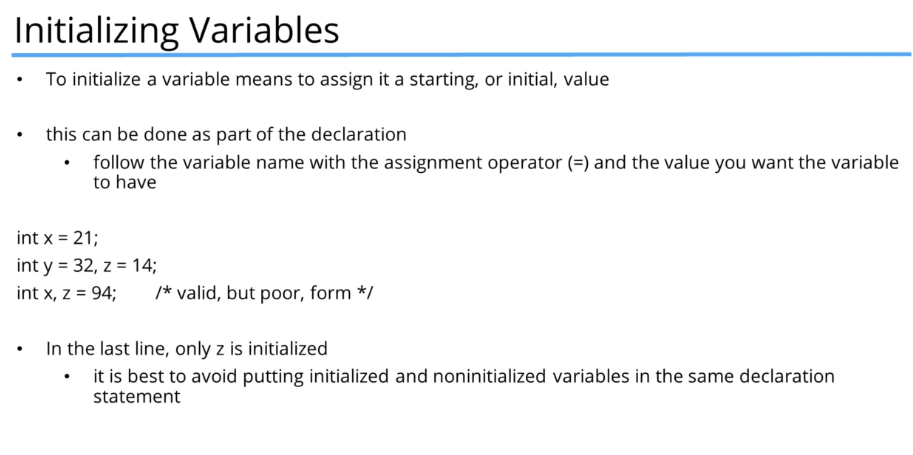 Initializing Variables
• To initialize a variable means to assign it a starting, or initial, value
• this can be done as part of the declaration
• follow the variable name with the assignment operator (=) and the value you want the variable
to have
int x = 21;
int y = 32, z = 14;
int x, z = 94; /* valid, but poor, form */
• In the last line, only z is initialized
• it is best to avoid putting initialized and noninitialized variables in the same declaration
statement